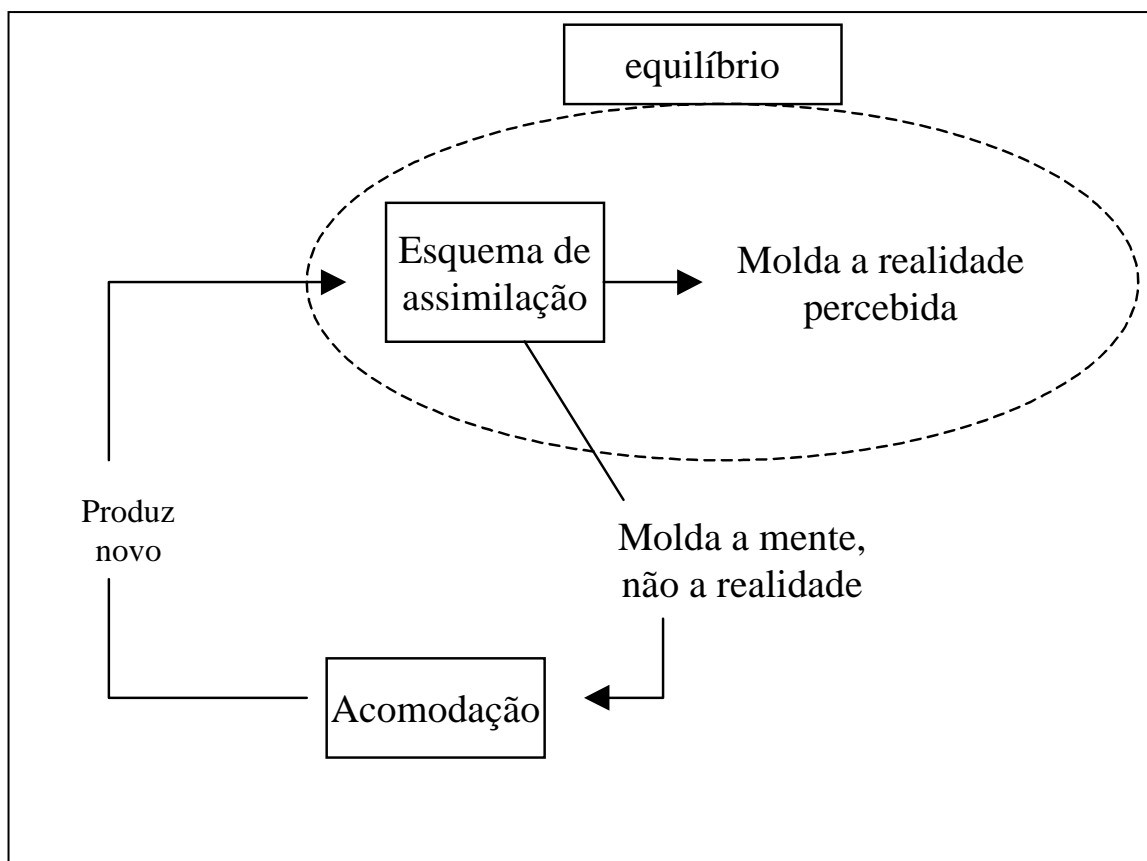 equilíbrio
Esquema de
assimilação
Molda a realidade
percebida
Produz
novo
Molda a mente,
não a realidade
Acomodação